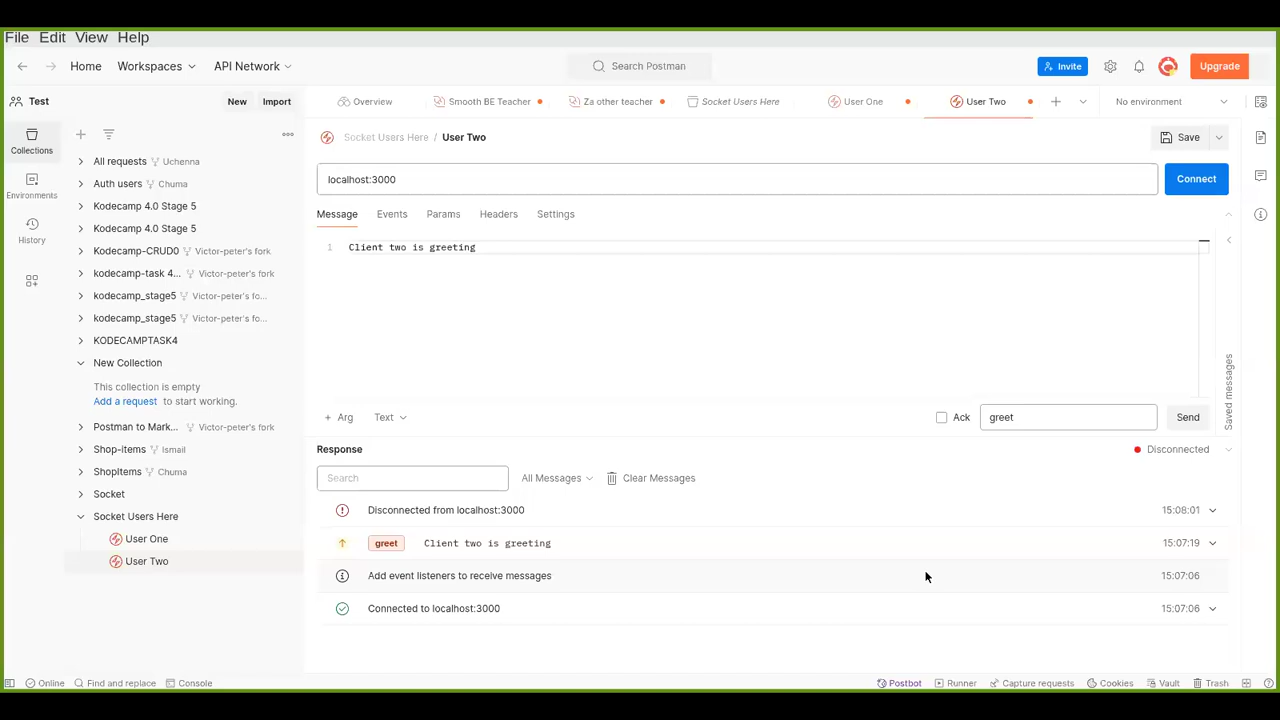 File Edit View Help
Home Workspaces API Network Search Postman Invite Upgrade
Test New Import Overview Smooth BE Teacher Za other teacher Socket Users Here User One User Two No environment
Collections
Environments
History
All requests Uchenna
Auth users Chuma
Kodecamp 4.0 Stage 5
Kodecamp 4.0 Stage 5
Kodecamp-CRUD0 Victor-peter's fork
kodecamp-task 4... Victor-peter's fork
kodecamp_stage5 Victor-peter's fo...
kodecamp_stage5 Victor-peter's fo...
KODECAMPTASK4
New Collection
This collection is empty
Add a request to start working.
Postman to Mark... Victor-peter's fork
Shop-items Ismail
ShopItems Chuma
Socket
Socket Users Here
User One
User Two
Socket Users Here / User Two Save
localhost:3000 Connect
Message Events Params Headers Settings
1 Client two is greeting
Saved messages
+ Arg Text Ack greet Send
Response Disconnected
Search All Messages Clear Messages
Disconnected from localhost:3000 15:08:01
greet Client two is greeting 15:07:19
Add event listeners to receive messages 15:07:06
Connected to localhost:3000 15:07:06
Online Find and replace Console Postbot Runner Capture requests Cookies Vault Trash